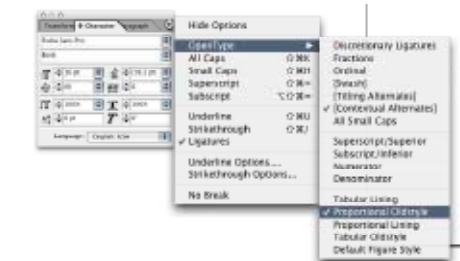 Transform Character Paragraph
Book
Language: English: USA
Hide Options
OpenType
All Caps ⇧⌘K
Small Caps ⇧⌘H
Superscript ⇧⌘=
Subscript ⌥⇧⌘=
Underline ⇧⌘U
Strikethrough ⇧⌘/
✓ Ligatures
Underline Options...
Strikethrough Options...
No Break
Discretionary Ligatures
Fractions
Ordinal
[Swash]
[Titling Alternates]
✓ [Contextual Alternates]
All Small Caps
Superscript/Superior
Subscript/Inferior
Numerator
Denominator
Tabular Lining
✓ Proportional Oldstyle
Proportional Lining
Tabular Oldstyle
Default Figure Style